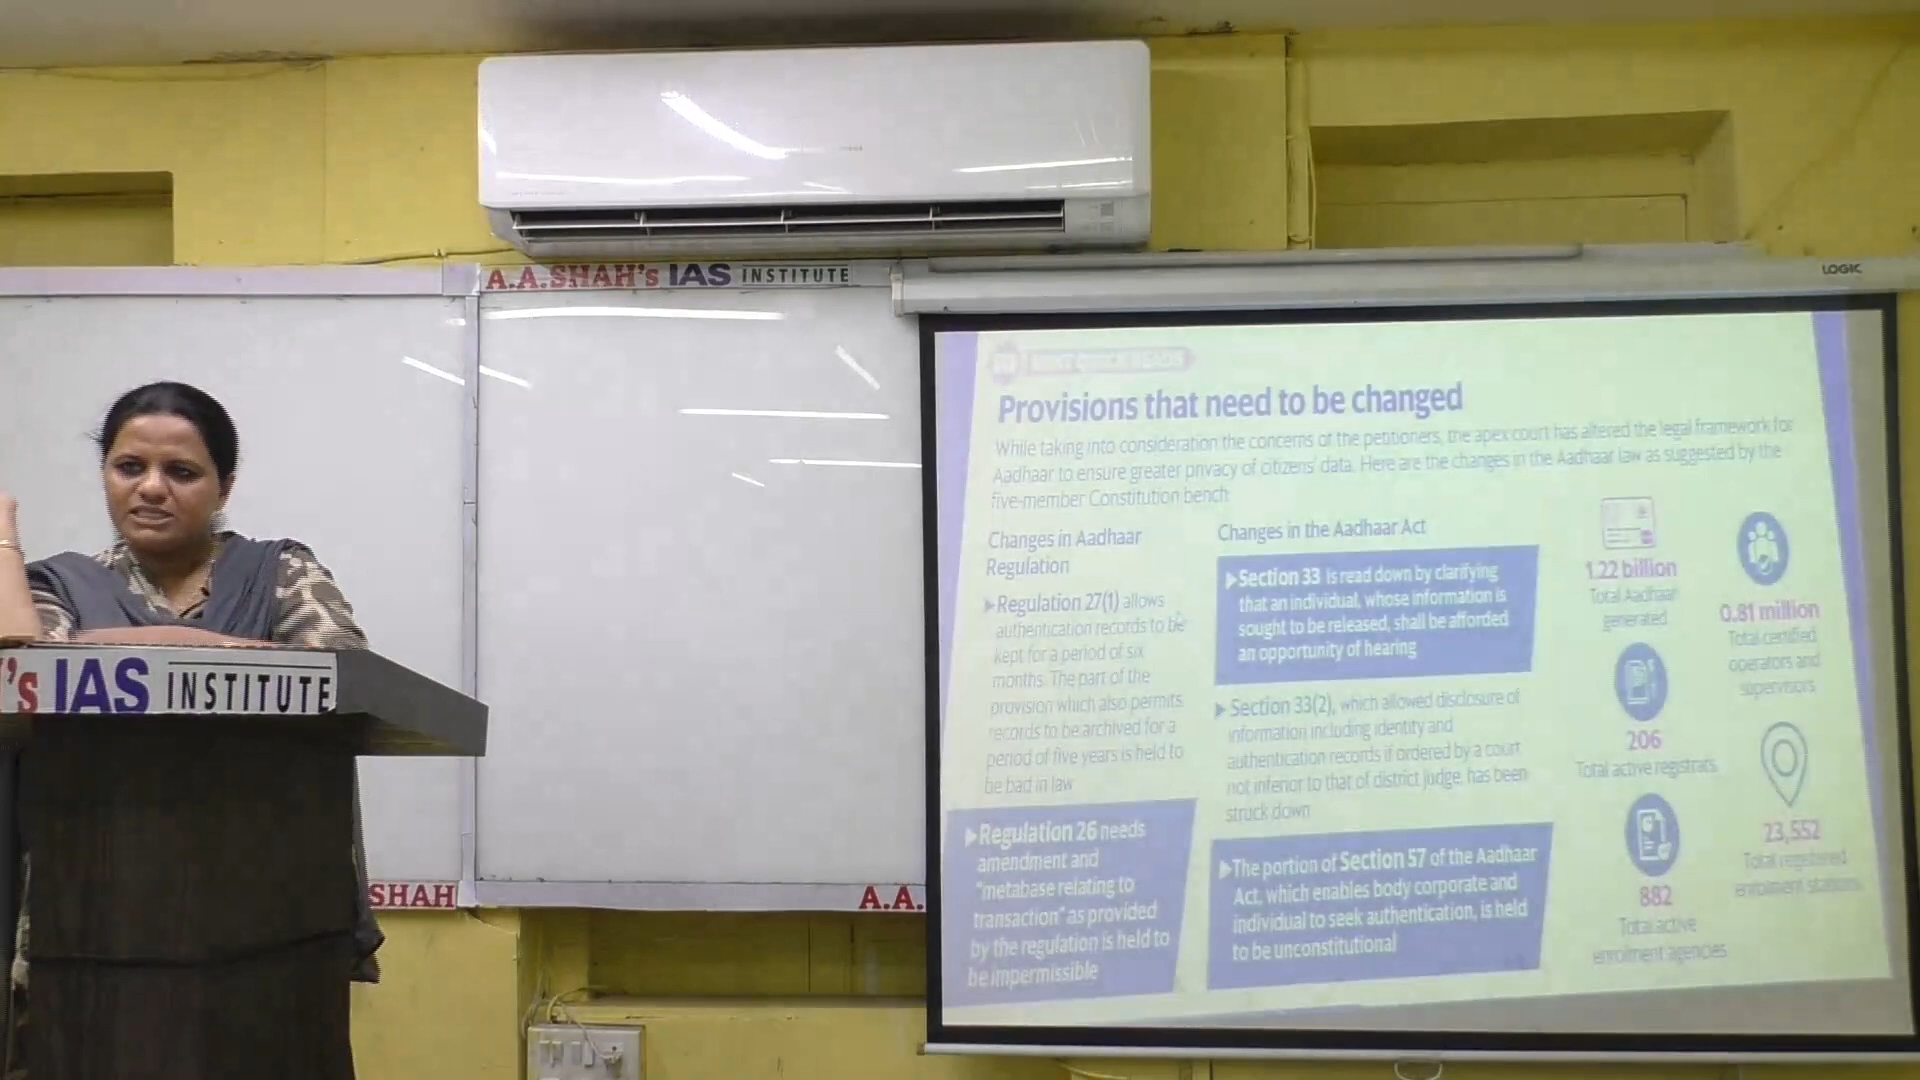 LOGIC
A.A.SHAH's IAS INSTITUTE
MINT QUICK READS
Provisions that need to be changed
While taking into consideration the concerns of the petitioners, the apex court has altered the legal framework for
Aadhaar to ensure greater privacy of citizens' data. Here are the changes in the Aadhaar law as suggested by the
five-member Constitution bench
Changes in Aadhaar
Regulation
▶Regulation 27(1) allows
authentication records to be
kept for a period of six
months. The part of the
provision which also permits
records to be archived for a
period of five years is held to
be bad in law
▶Regulation 26 needs
amendment and
"metabase relating to
transaction" as provided
by the regulation is held to
be impermissible
Changes in the Aadhaar Act
▶Section 33 is read down by clarifying
that an individual, whose information is
sought to be released, shall be afforded
an opportunity of hearing
▶Section 33(2), which allowed disclosure of
information including identity and
authentication records if ordered by a court
not inferior to that of district judge, has been
struck down
▶The portion of Section 57 of the Aadhaar
Act, which enables body corporate and
individual to seek authentication, is held
to be unconstitutional
1.22 billion
Total Aadhaar
generated
0.81 million
Total certified
operators and
supervisors
206
Total active registrars
23,552
Total registered
enrolment stations
882
Total active
enrolment agencies
's IAS INSTITUTE
SHAH
A.A.